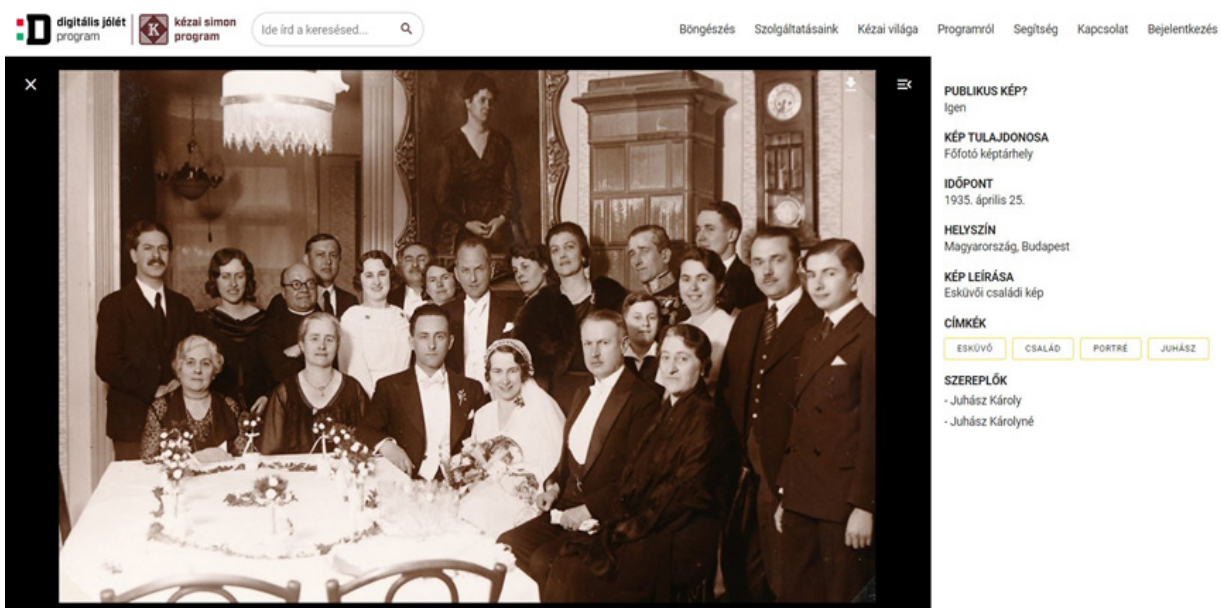 digitális jólét
program
K
kézai simon
program
Ide írd a keresésed...
Böngészés
Szolgáltatásaink
Kézai világa
Programról
Segítség
Kapcsolat
Bejelentkezés
PUBLIKUS KÉP?
Igen
KÉP TULAJDONOSA
Főfotó képtárhely
IDŐPONT
1935. április 25.
HELYSZÍN
Magyarország, Budapest
KÉP LEÍRÁSA
Esküvői családi kép
CÍMKÉK
ESKÜVŐ
CSALÁD
PORTRÉ
JUHÁSZ
SZEREPLŐK
- Juhász Károly
- Juhász Károlyné